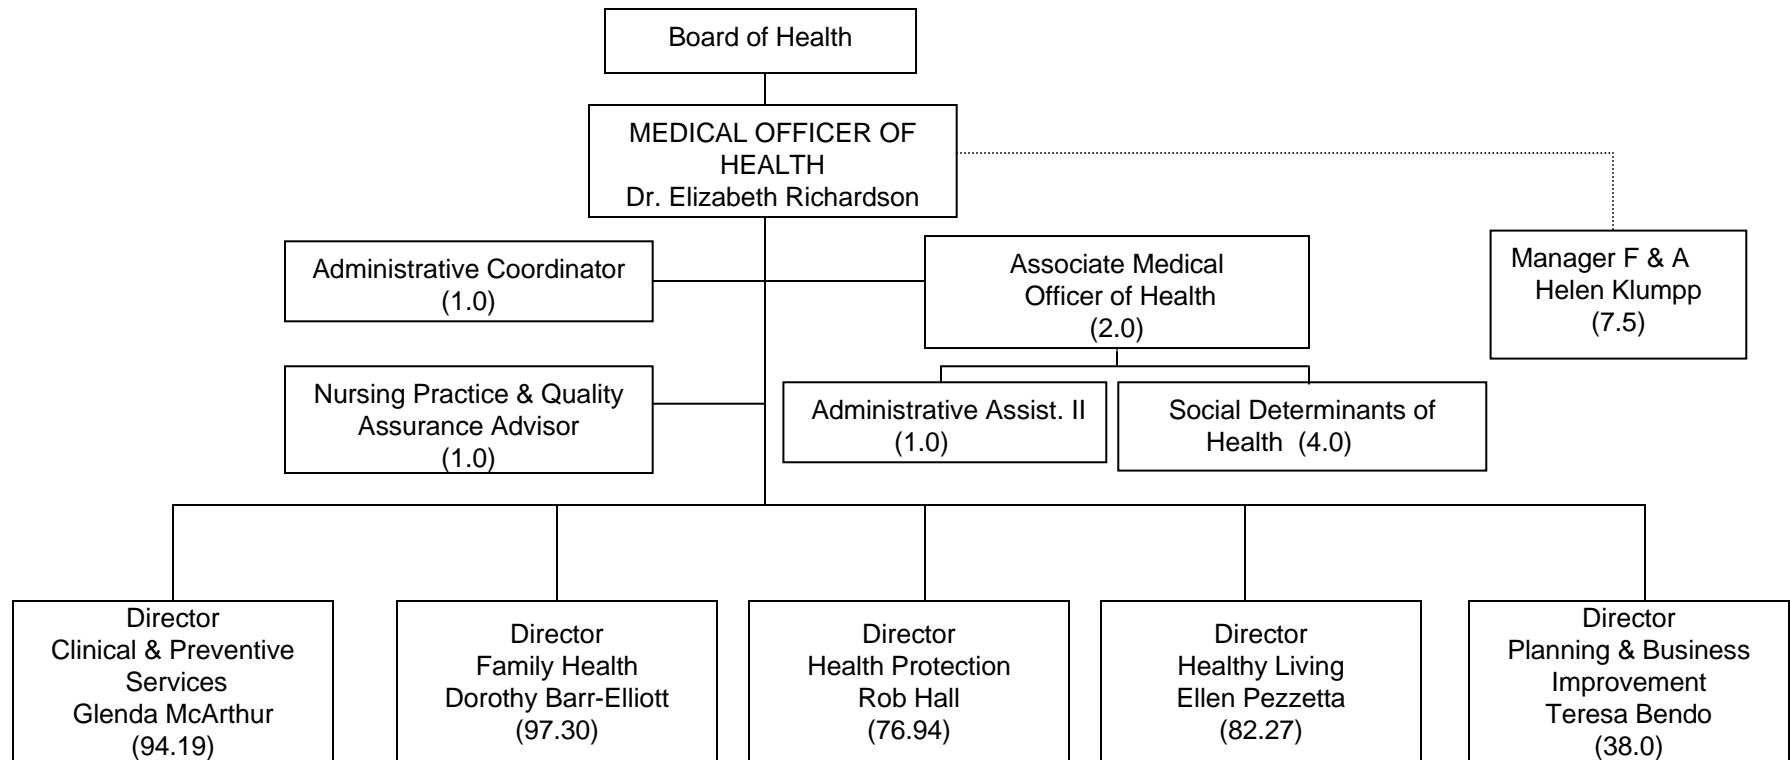 Board of Health
MEDICAL OFFICER OF
HEALTH
Dr. Elizabeth Richardson
Administrative Coordinator
(1.0)
Associate Medical
Officer of Health
(2.0)
Manager F & A
Helen Klumpp
(7.5)
Nursing Practice & Quality
Assurance Advisor
(1.0)
Administrative Assist. II
(1.0)
Social Determinants of
Health (4.0)
Director
Clinical & Preventive
Services
Glenda McArthur
(94.19)
Director
Family Health
Dorothy Barr-Elliott
(97.30)
Director
Health Protection
Rob Hall
(76.94)
Director
Healthy Living
Ellen Pezzetta
(82.27)
Director
Planning & Business
Improvement
Teresa Bendo
(38.0)